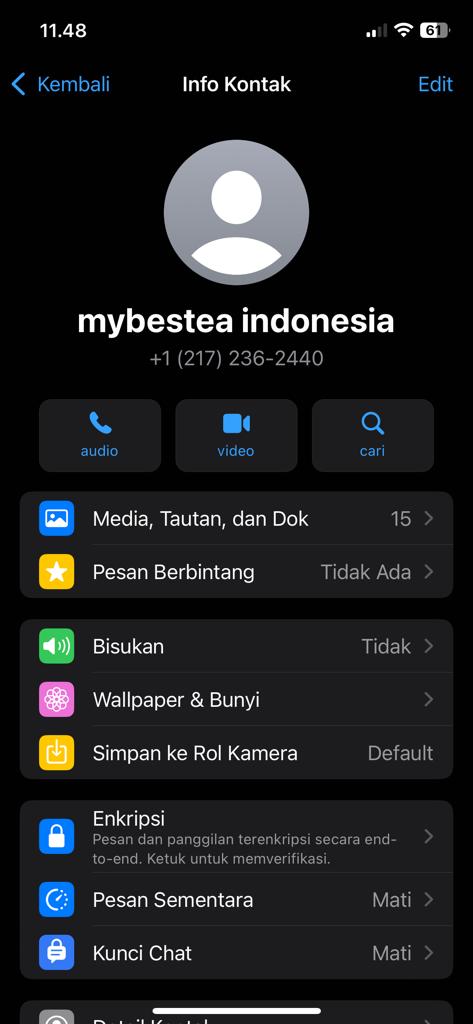 11.48
61
Kembali
Info Kontak
Edit
mybestea indonesia
+1 (217) 236-2440
audio
video
cari
Media, Tautan, dan Dok 15
Pesan Berbintang Tidak Ada
Bisukan Tidak
Wallpaper & Bunyi
Simpan ke Rol Kamera Default
Enkripsi
Pesan dan panggilan terenkripsi secara end-
to-end. Ketuk untuk memverifikasi.
Pesan Sementara Mati
Kunci Chat Mati